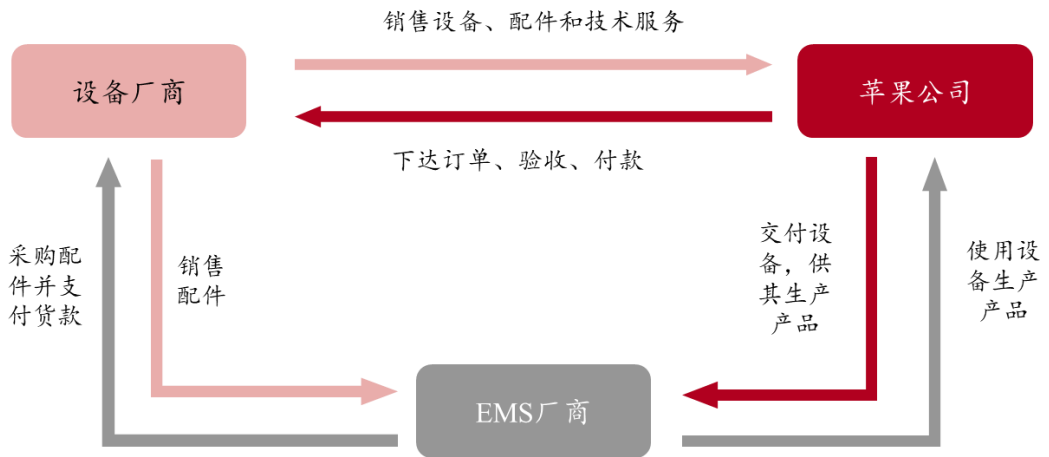 销售设备、配件和技术服务
设备厂商
苹果公司
下达订单、验收、付款
采购配
件并支
付货款
销售
配件
交付设
备，供
其生产
产品
使用设
备生产
产品
EMS厂商